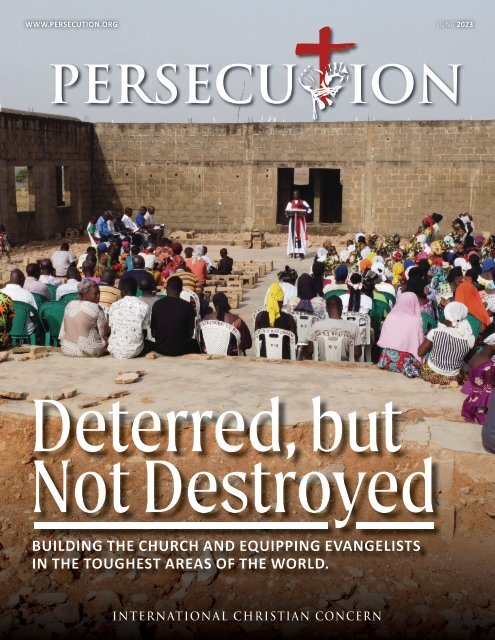 WWW.PERSECUTION.ORG
JUNE 2023
PERSECUTION
Deterred, but
Not Destroyed
BUILDING THE CHURCH AND EQUIPPING EVANGELISTS
IN THE TOUGHEST AREAS OF THE WORLD.
INTERNATIONAL CHRISTIAN CONCERN